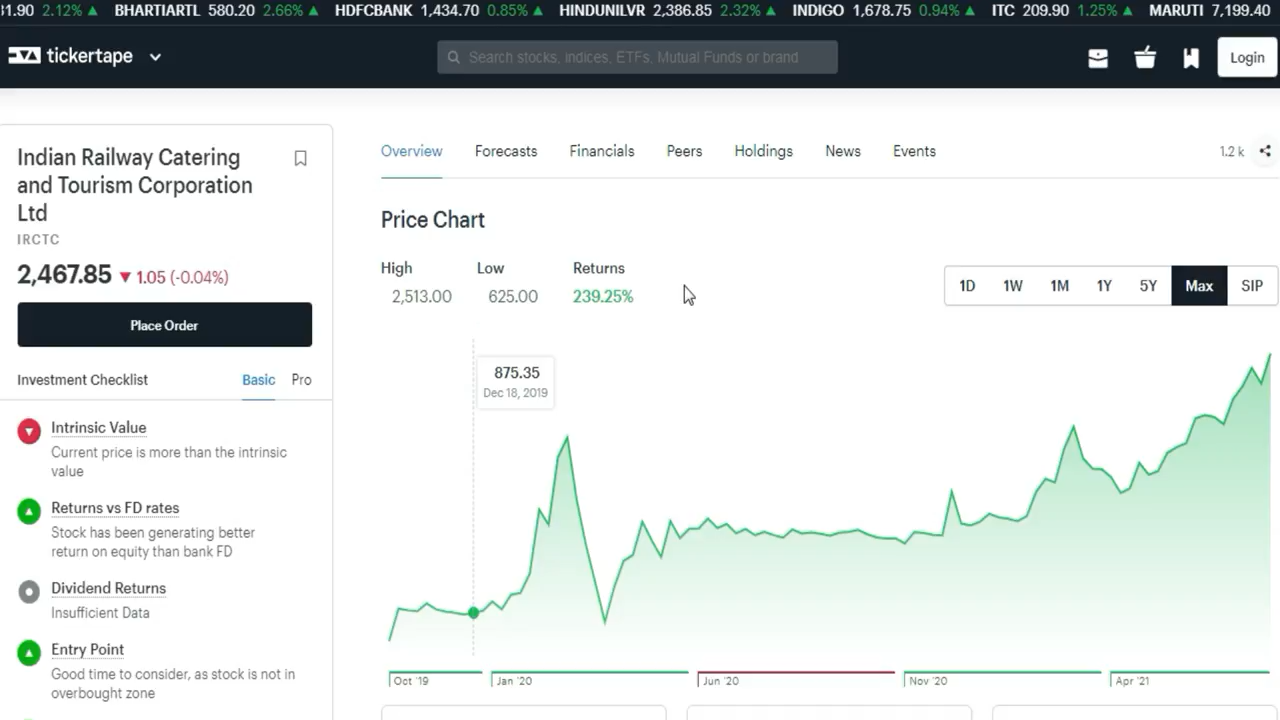 31.90 2.12% ▲ BHARTIARTL 580.20 2.66% ▲ HDFCBANK 1,434.70 0.85% ▲ HINDUNILVR 2,386.85 2.32% ▲ INDIGO 1,678.75 0.94% ▲ ITC 209.90 1.25% ▲ MARUTI 7,199.40
tickertape
Search stocks, indices, ETFs, Mutual Funds or brand
Login
Indian Railway Catering
and Tourism Corporation
Ltd
IRCTC
2,467.85 ▼ 1.05 (-0.04%)
Place Order
Investment Checklist Basic Pro
Intrinsic Value
Current price is more than the intrinsic
value
Returns vs FD rates
Stock has been generating better
return on equity than bank FD
Dividend Returns
Insufficient Data
Entry Point
Good time to consider, as stock is not in
overbought zone
Overview Forecasts Financials Peers Holdings News Events
1.2 k
Price Chart
High Low Returns
2,513.00 625.00 239.25%
1D 1W 1M 1Y 5Y Max SIP
875.35
Dec 18, 2019
Oct '19 Jan '20 Jun '20 Nov '20 Apr '21